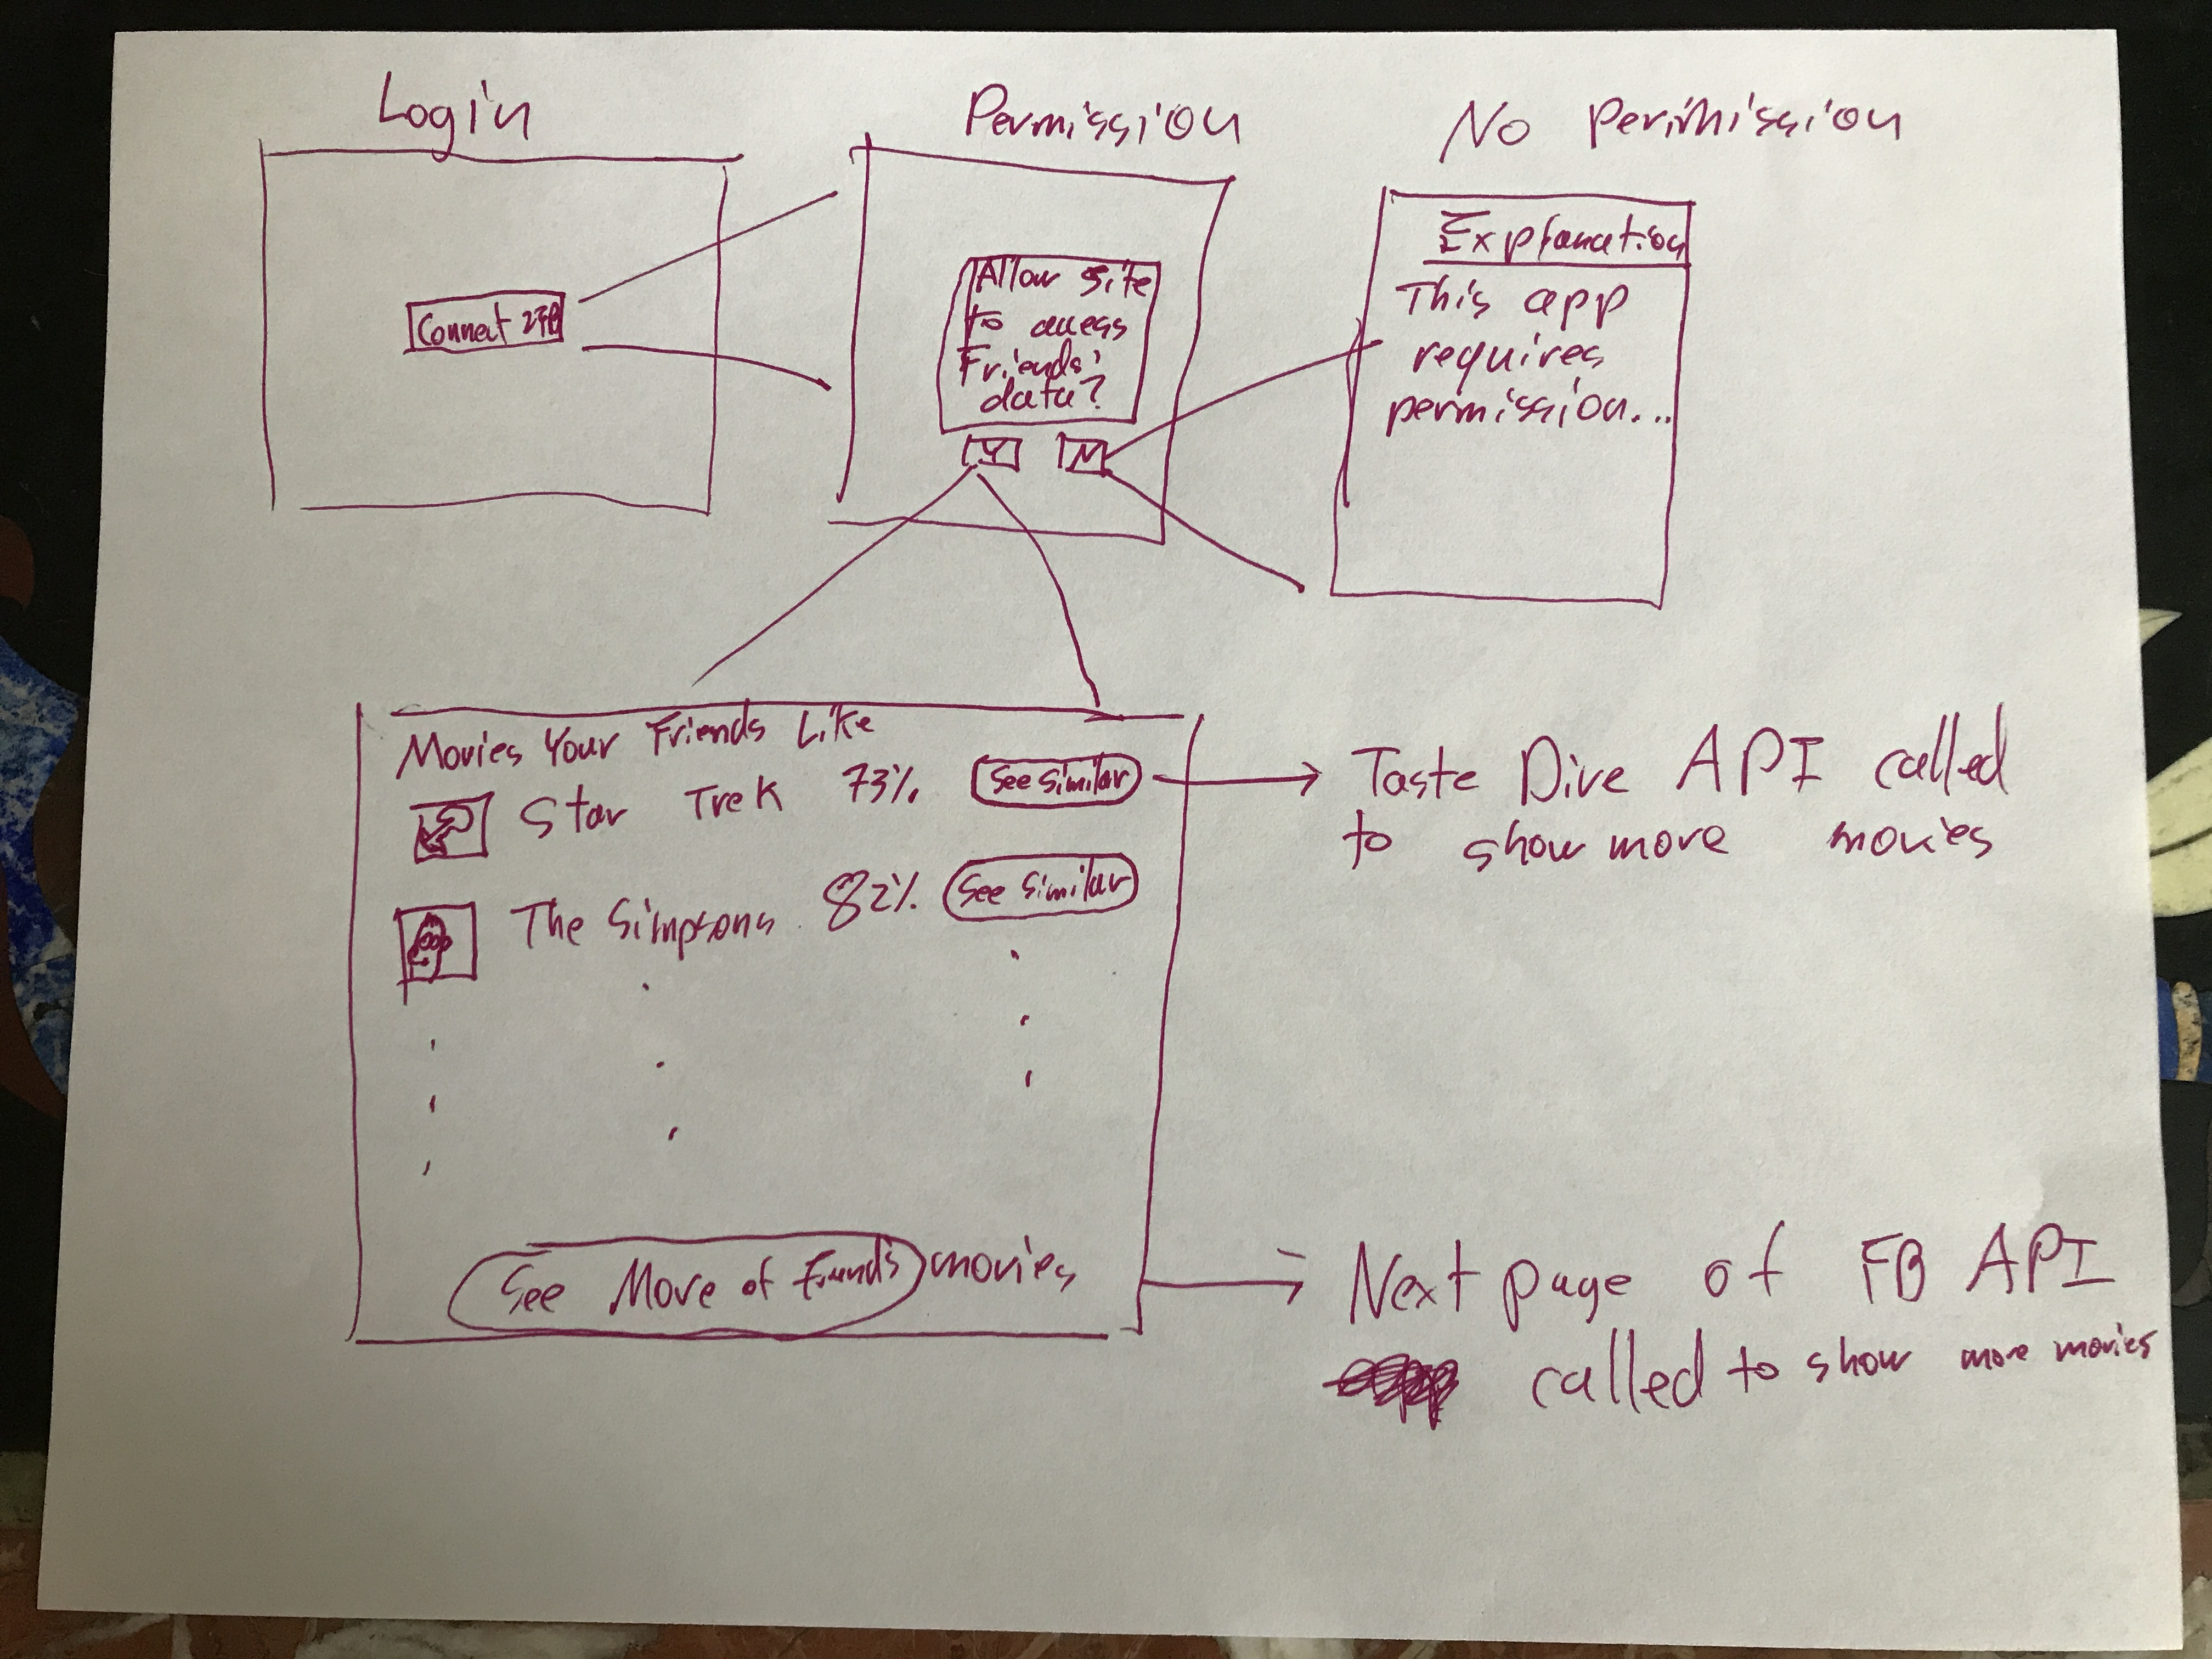 Login
Permission
No Permission
Connect
Allow site
to access
Friends'
data?
Y
N
Explanation
This app
requires
permission...
Movies Your Friends Like
Star Trek 73% See similar
The Simpsons 82% See Similar
See More of Friends movies
Taste Dive API called
to show more movies
Next page of FB API
called to show more movies